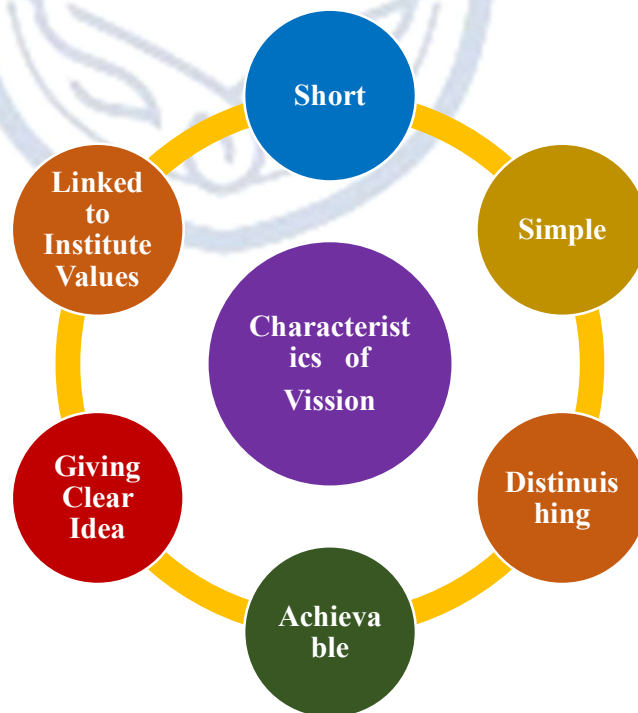 Short
Simple
Distinuis
hing
Achieva
ble
Giving
Clear
Idea
Linked
to
Institute
Values
Characterist
ics of
Vission